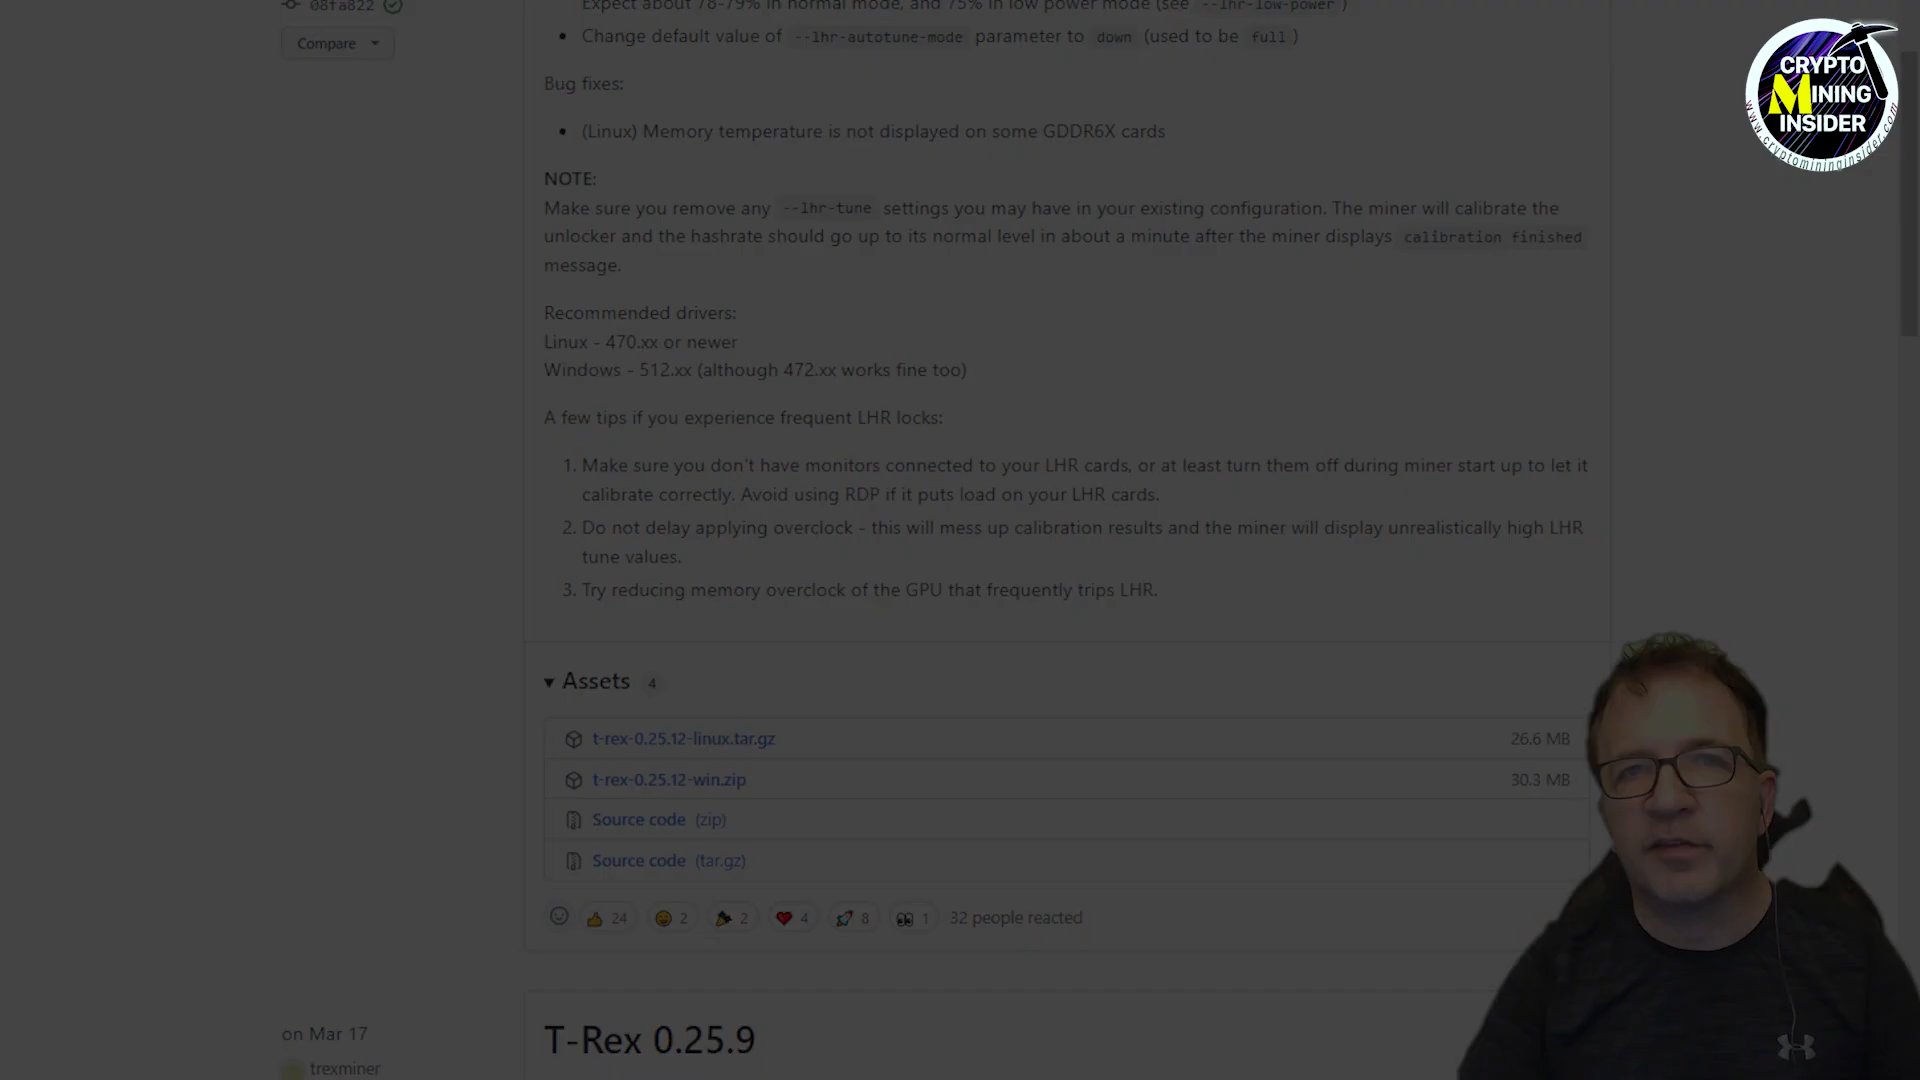 08fa822
Compare
Expect about 78-79% in normal mode, and 75% in low power mode (see --lhr-low-power )
Change default value of --lhr-autotune-mode parameter to down (used to be full )
Bug fixes:
(Linux) Memory temperature is not displayed on some GDDR6X cards
NOTE:
Make sure you remove any --lhr-tune settings you may have in your existing configuration. The miner will calibrate the
unlocker and the hashrate should go up to its normal level in about a minute after the miner displays calibration finished
message.
Recommended drivers:
Linux - 470.xx or newer
Windows - 512.xx (although 472.xx works fine too)
A few tips if you experience frequent LHR locks:
1. Make sure you don't have monitors connected to your LHR cards, or at least turn them off during miner start up to let it
calibrate correctly. Avoid using RDP if it puts load on your LHR cards.
2. Do not delay applying overclock - this will mess up calibration results and the miner will display unrealistically high LHR
tune values.
3. Try reducing memory overclock of the GPU that frequently trips LHR.
Assets 4
t-rex-0.25.12-linux.tar.gz 26.6 MB
t-rex-0.25.12-win.zip 30.3 MB
Source code (zip)
Source code (tar.gz)
24 2 2 4 8 1 32 people reacted
on Mar 17
trexminer
T-Rex 0.25.9
CRYPTO
MINING
INSIDER
www.cryptomininginsider.com